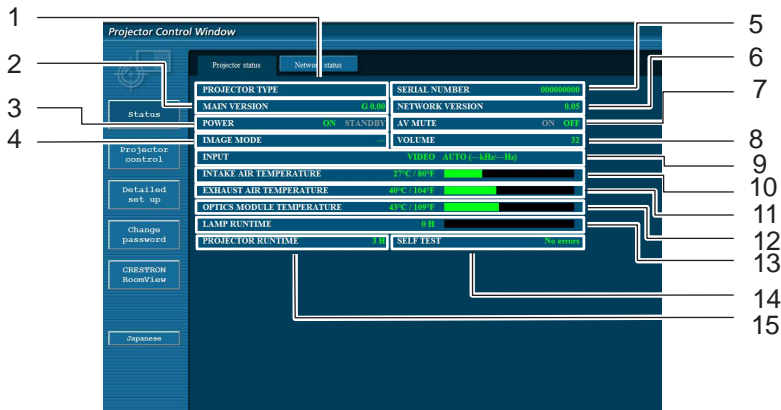 Projector Control Window
Projector status Network status
PROJECTOR TYPE SERIAL NUMBER 000000000
MAIN VERSION G 0.00 NETWORK VERSION 0.05
POWER ON STANDBY AV MUTE ON OFF
IMAGE MODE --- VOLUME 32
INPUT VIDEO AUTO (---kHz/---Hz)
INTAKE AIR TEMPERATURE 27°C / 80°F
EXHAUST AIR TEMPERATURE 40°C / 104°F
OPTICS MODULE TEMPERATURE 43°C / 109°F
LAMP RUNTIME 0 H
PROJECTOR RUNTIME 3 H SELF TEST No errors
Status
Projector
control
Detailed
set up
Change
password
CRESTRON
RoomView
Japanese
1
2
3
4
5
6
7
8
9
10
11
12
13
14
15